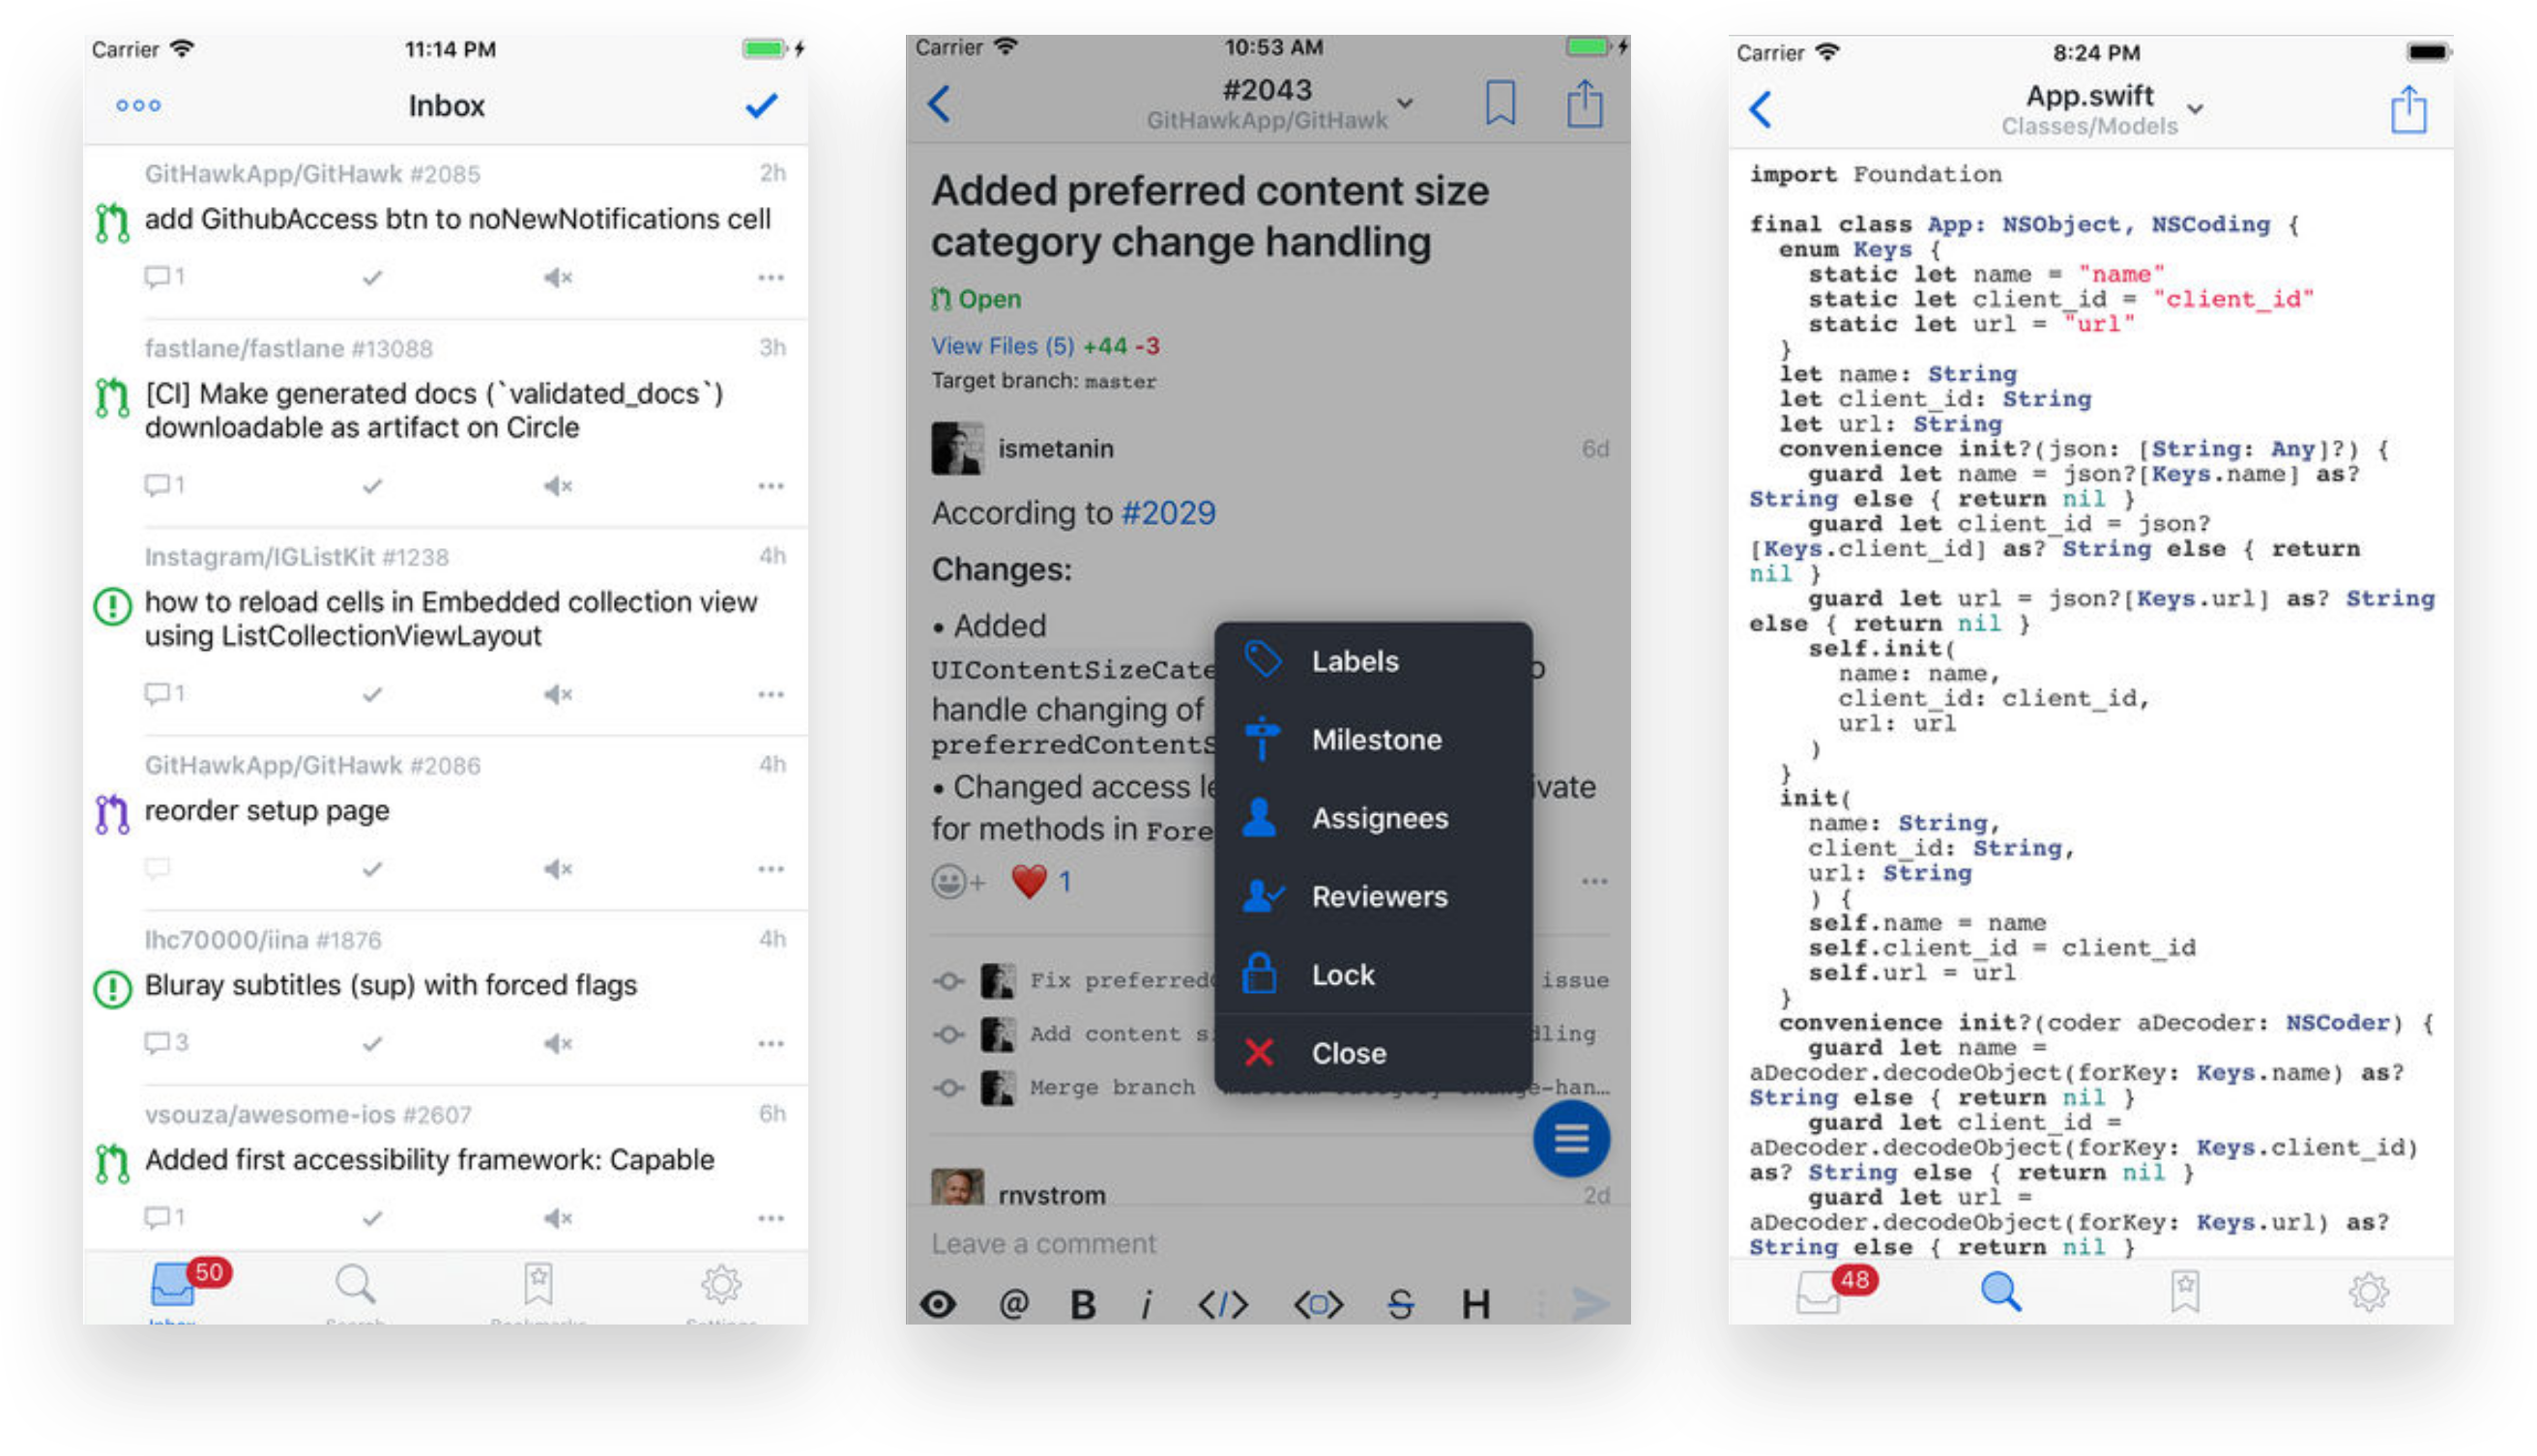 Carrier 11:14 PM
Inbox
GitHawkApp/GitHawk #2085 2h
add GithubAccess btn to noNewNotifications cell
1
fastlane/fastlane #13088 3h
[CI] Make generated docs (`validated_docs`)
downloadable as artifact on Circle
1
Instagram/IGListKit #1238 4h
how to reload cells in Embedded collection view
using ListCollectionViewLayout
1
GitHawkApp/GitHawk #2086 4h
reorder setup page
lhc70000/iina #1876 4h
Bluray subtitles (sup) with forced flags
3
vsouza/awesome-ios #2607 6h
Added first accessibility framework: Capable
1
50
Inbox Search Bookmarks Settings
Carrier 10:53 AM
#2043
GitHawkApp/GitHawk
Added preferred content size
category change handling
Open
View Files (5) +44 -3
Target branch: master
ismetanin 6d
According to #2029
Changes:
• Added
UIContentSizeCate
handle changing of
preferredContentS
• Changed access le ivate
for methods in Fore
1
Fix preferred issue
Add content s dling
Merge branch e-han…
Labels
Milestone
Assignees
Reviewers
Lock
Close
rnystrom 2d
Leave a comment
@ B i </> <> S H
Carrier 8:24 PM
App.swift
Classes/Models
import Foundation
final class App: NSObject, NSCoding {
enum Keys {
static let name = "name"
static let client_id = "client_id"
static let url = "url"
}
let name: String
let client_id: String
let url: String
convenience init?(json: [String: Any]?) {
guard let name = json?[Keys.name] as?
String else { return nil }
guard let client_id = json?
[Keys.client_id] as? String else { return
nil }
guard let url = json?[Keys.url] as? String
else { return nil }
self.init(
name: name,
client_id: client_id,
url: url
)
}
init(
name: String,
client_id: String,
url: String
) {
self.name = name
self.client_id = client_id
self.url = url
}
convenience init?(coder aDecoder: NSCoder) {
guard let name =
aDecoder.decodeObject(forKey: Keys.name) as?
String else { return nil }
guard let client_id =
aDecoder.decodeObject(forKey: Keys.client_id)
as? String else { return nil }
guard let url =
aDecoder.decodeObject(forKey: Keys.url) as?
String else { return nil }
48